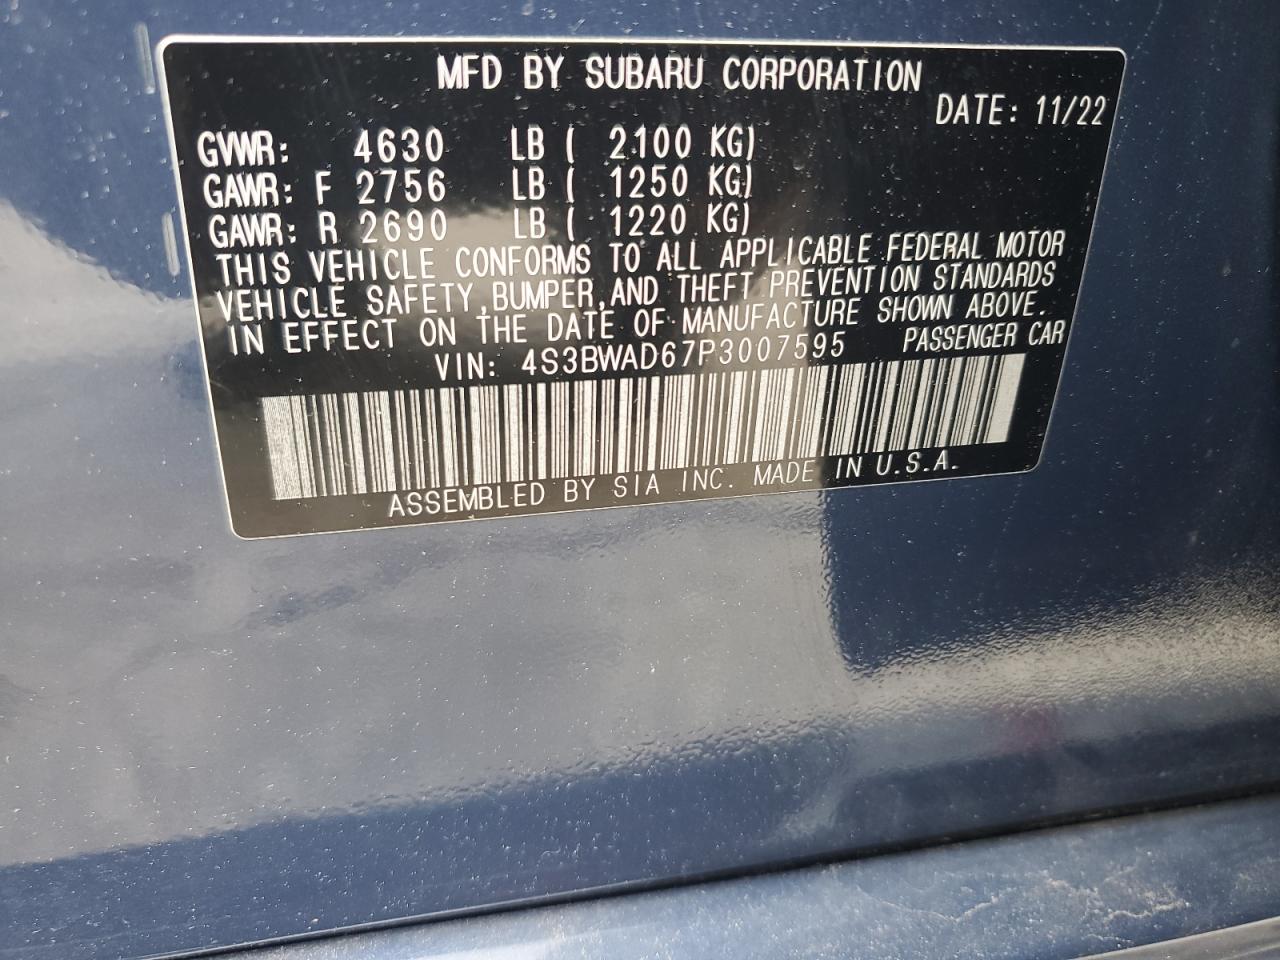 MFD BY SUBARU CORPORATION
DATE: 11/22
GVWR: 4630 LB ( 2100 KG)
GAWR: F 2756 LB ( 1250 KG)
GAWR: R 2690 LB ( 1220 KG)
THIS VEHICLE CONFORMS TO ALL APPLICABLE FEDERAL MOTOR
VEHICLE SAFETY,BUMPER,AND THEFT PREVENTION STANDARDS
IN EFFECT ON THE DATE OF MANUFACTURE SHOWN ABOVE.
VIN: 4S3BWAD67P3007595 PASSENGER CAR
ASSEMBLED BY SIA INC. MADE IN U.S.A.